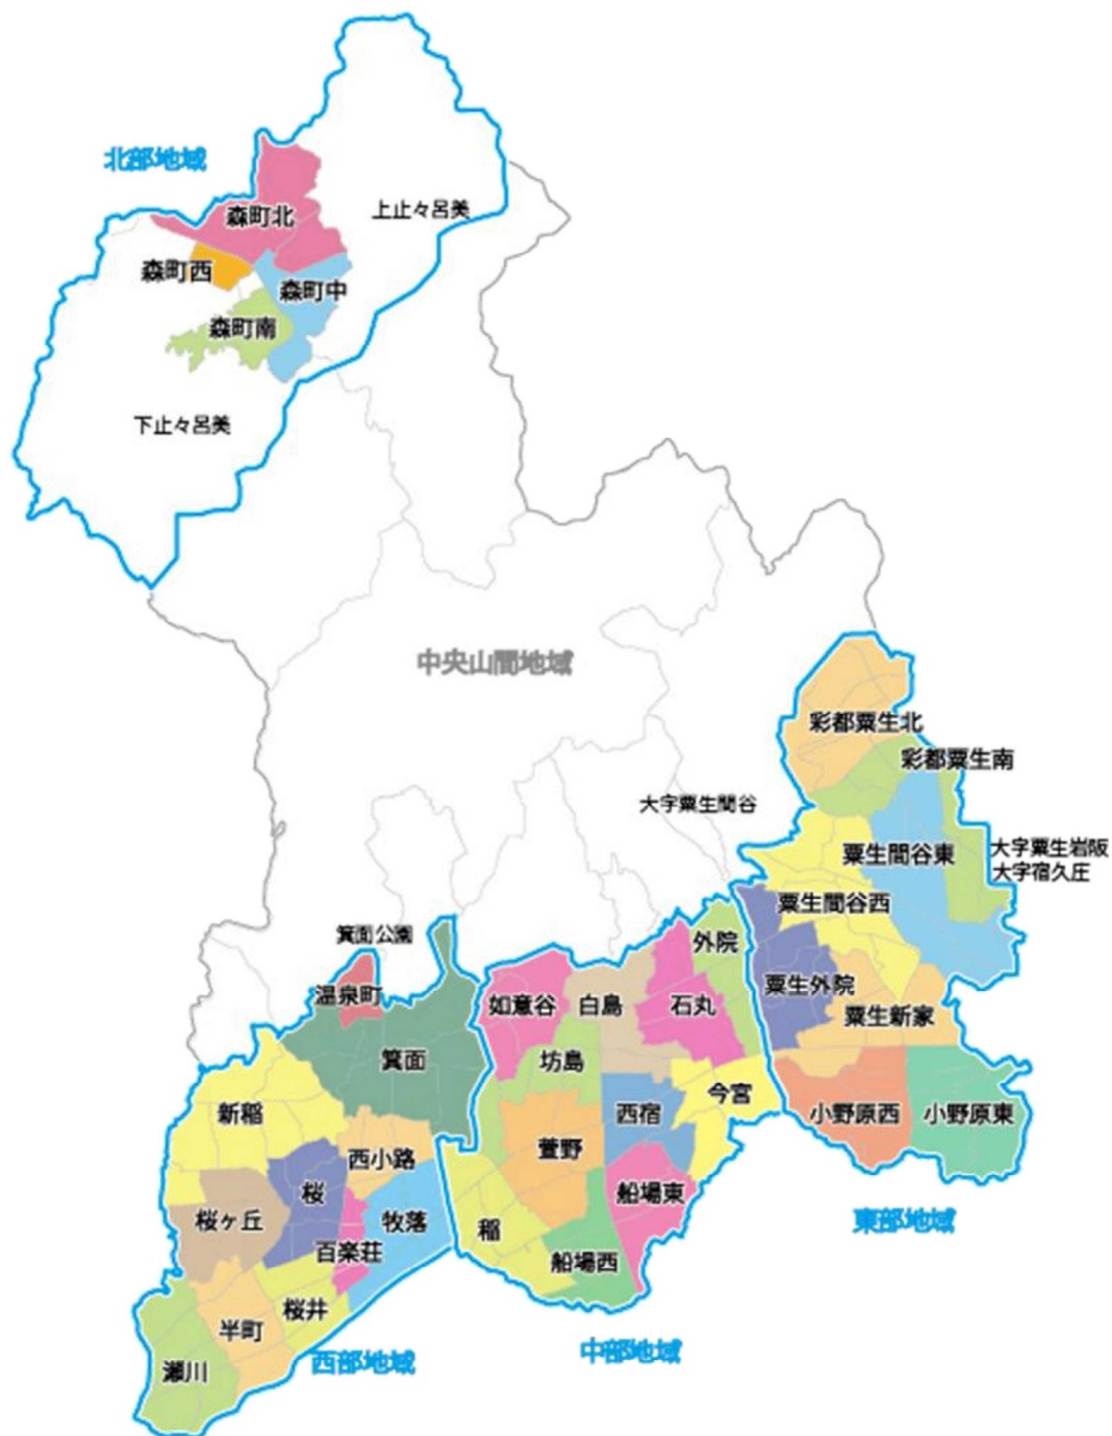 北部地域
森町北
上止々呂美
森町西
森町中
森町南
下止々呂美
中央山間地域
彩都粟生北
彩都粟生南
大字粟生間谷
粟生間谷東
大字粟生岩阪
大字宿久庄
粟生間谷西
箕面公園
外院
粟生外院
温泉町
如意谷
白島
石丸
粟生新家
箕面
坊島
今宮
新稲
西宿
小野原西
小野原東
萱野
西小路
桜
船場東
桜ヶ丘
牧落
東部地域
稲
百楽荘
船場西
桜井
半町
中部地域
西部地域
瀬川